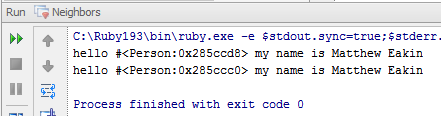 Run Neighbors
C:\Ruby193\bin\ruby.exe -e $stdout.sync=true;$stderr.
hello #<Person:0x285ccd8> my name is Matthew Eakin
hello #<Person:0x285ccc0> my name is Matthew Eakin
Process finished with exit code 0